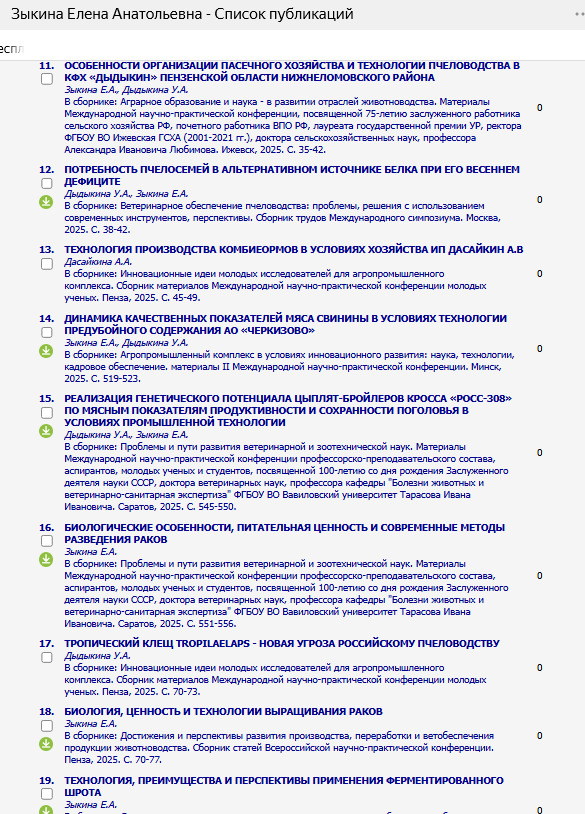 Зыкина Елена Анатольевна - Список публикаций
еспл
11. ОСОБЕННОСТИ ОРГАНИЗАЦИИ ПАСЕЧНОГО ХОЗЯЙСТВА И ТЕХНОЛОГИИ ПЧЕЛОВОДСТВА В
КФХ «ДЫДЫКИН» ПЕНЗЕНСКОЙ ОБЛАСТИ НИЖНЕЛОМОВСКОГО РАЙОНА
Зыкина Е.А., Дыдыкина У.А.
В сборнике: Аграрное образование и наука - в развитии отраслей животноводства. Материалы
Международной научно-практической конференции, посвященной 75-летию заслуженного работника
0
сельского хозяйства РФ, почетного работника ВПО РФ, лауреата государственной премии УР, ректора
ФГБОУ ВО Ижевская ГСХА (2001-2021 гг.), доктора сельскохозяйственных наук, профессора
Александра Ивановича Любимова. Ижевск, 2025. С. 35-42.
12. ПОТРЕБНОСТЬ ПЧЕЛОСЕМЕЙ В АЛЬТЕРНАТИВНОМ ИСТОЧНИКЕ БЕЛКА ПРИ ЕГО ВЕСЕННЕМ
ДЕФИЦИТЕ
Дыдыкина У.А., Зыкина Е.А.
0
В сборнике: Ветеринарное обеспечение пчеловодства: проблемы, решения с использованием
современных инструментов, перспективы. Сборник трудов Международного симпозиума. Москва,
2025. С. 38-42.
13. ТЕХНОЛОГИЯ ПРОИЗВОДСТВА КОМБИЕОРМОВ В УСЛОВИЯХ ХОЗЯЙСТВА ИП ДАСАЙКИН А.В
Дасайкина А.А.
В сборнике: Инновационные идеи молодых исследователей для агропромышленного
0
комплекса. Сборник материалов Международной научно-практической конференции молодых
ученых. Пенза, 2025. С. 45-49.
14. ДИНАМИКА КАЧЕСТВЕННЫХ ПОКАЗАТЕЛЕЙ МЯСА СВИНИНЫ В УСЛОВИЯХ ТЕХНОЛОГИИ
ПРЕДУБОЙНОГО СОДЕРЖАНИЯ АО «ЧЕРКИЗОВО»
Зыкина Е.А., Дыдыкина У.А.
0
В сборнике: Агропромышленный комплекс в условиях инновационного развития: наука, технологии,
кадровое обеспечение. материалы II Международной научно-практической конференции. Минск,
2025. С. 519-523.
15. РЕАЛИЗАЦИЯ ГЕНЕТИЧЕСКОГО ПОТЕНЦИАЛА ЦЫПЛЯТ-БРОЙЛЕРОВ КРОССА «РОСС-308»
ПО МЯСНЫМ ПОКАЗАТЕЛЯМ ПРОДУКТИВНОСТИ И СОХРАННОСТИ ПОГОЛОВЬЯ В
УСЛОВИЯХ ПРОМЫШЛЕННОЙ ТЕХНОЛОГИИ
Дыдыкина У.А., Зыкина Е.А.
В сборнике: Проблемы и пути развития ветеринарной и зоотехнической наук. Материалы
0
Международной научно-практической конференции профессорско-преподавательского состава,
аспирантов, молодых ученых и студентов, посвященной 100-летию со дня рождения Заслуженного
деятеля науки СССР, доктора ветеринарных наук, профессора кафедры "Болезни животных и
ветеринарно-санитарная экспертиза" ФГБОУ ВО Вавиловский университет Тарасова Ивана
Ивановича. Саратов, 2025. С. 545-550.
16. БИОЛОГИЧЕСКИЕ ОСОБЕННОСТИ, ПИТАТЕЛЬНАЯ ЦЕННОСТЬ И СОВРЕМЕННЫЕ МЕТОДЫ
РАЗВЕДЕНИЯ РАКОВ
Зыкина Е.А.
В сборнике: Проблемы и пути развития ветеринарной и зоотехнической наук. Материалы
Международной научно-практической конференции профессорско-преподавательского состава,
0
аспирантов, молодых ученых и студентов, посвященной 100-летию со дня рождения Заслуженного
деятеля науки СССР, доктора ветеринарных наук, профессора кафедры "Болезни животных и
ветеринарно-санитарная экспертиза" ФГБОУ ВО Вавиловский университет Тарасова Ивана
Ивановича. Саратов, 2025. С. 551-556.
17. ТРОПИЧЕСКИЙ КЛЕЩ TROPILAELAPS - НОВАЯ УГРОЗА РОССИЙСКОМУ ПЧЕЛОВОДСТВУ
Дыдыкина У.А.
В сборнике: Инновационные идеи молодых исследователей для агропромышленного
0
комплекса. Сборник материалов Международной научно-практической конференции молодых
ученых. Пенза, 2025. С. 70-73.
18. БИОЛОГИЯ, ЦЕННОСТЬ И ТЕХНОЛОГИИ ВЫРАЩИВАНИЯ РАКОВ
Зыкина Е.А.
В сборнике: Достижения и перспективы развития производства, переработки и ветобеспечения
0
продукции животноводства. Сборник статей Всероссийской научно-практической конференции.
Пенза, 2025. С. 70-77.
19. ТЕХНОЛОГИЯ, ПРЕИМУЩЕСТВА И ПЕРСПЕКТИВЫ ПРИМЕНЕНИЯ ФЕРМЕНТИРОВАННОГО
ШРОТА
Зыкина Е.А.
0